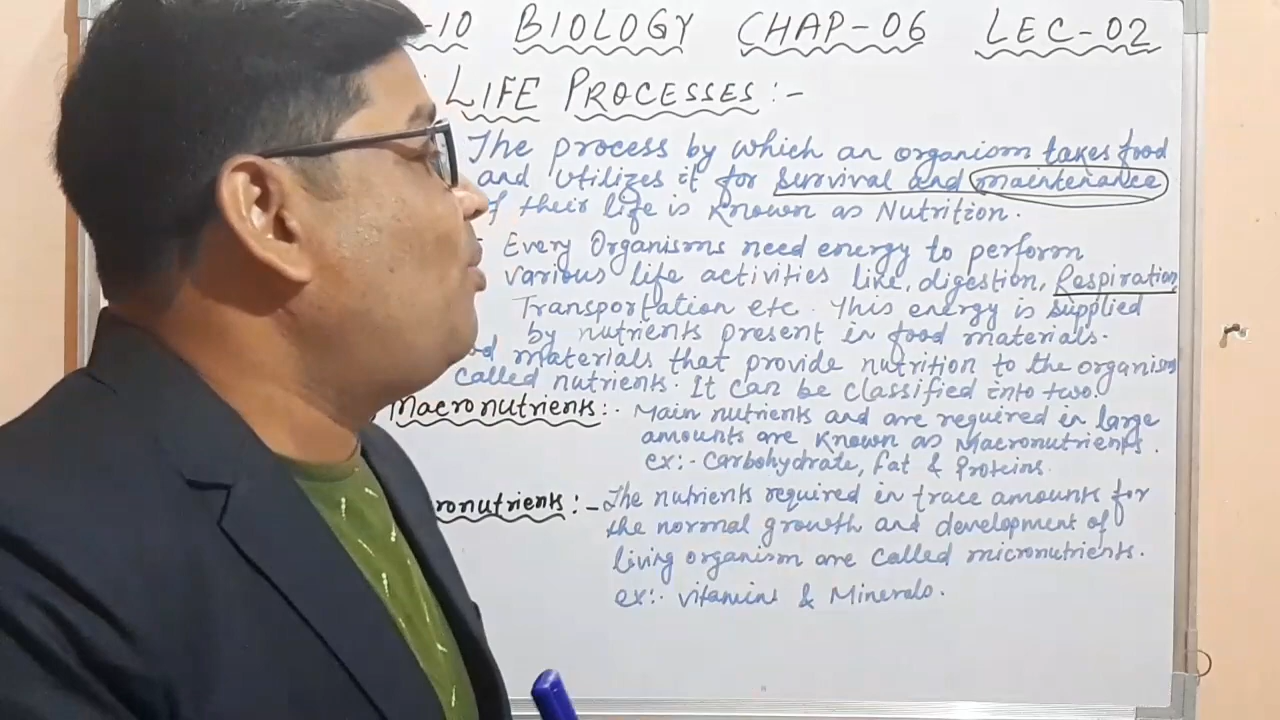 -10 BIOLOGY CHAP-06 LEC-02
LIFE PROCESSES :-
The process by which an organism takes food
and utilizes it for survival and maintenance
of their life is known as Nutrition.
Every Organisms need energy to perform
various life activities like, digestion, Respiration
Transportation etc. This energy is supplied
by nutrients present in food materials.
od materials that provide nutrition to the organism
called nutrients. It can be classified into two.
Macronutrients:- Main nutrients and are required in large
amounts are known as Macronutrients.
ex:- Carbohydrate, fat & Proteins.
ronutrients:- The nutrients required in trace amounts for
the normal growth and development of
living organism are called micronutrients.
ex:- vitamins & Minerals.